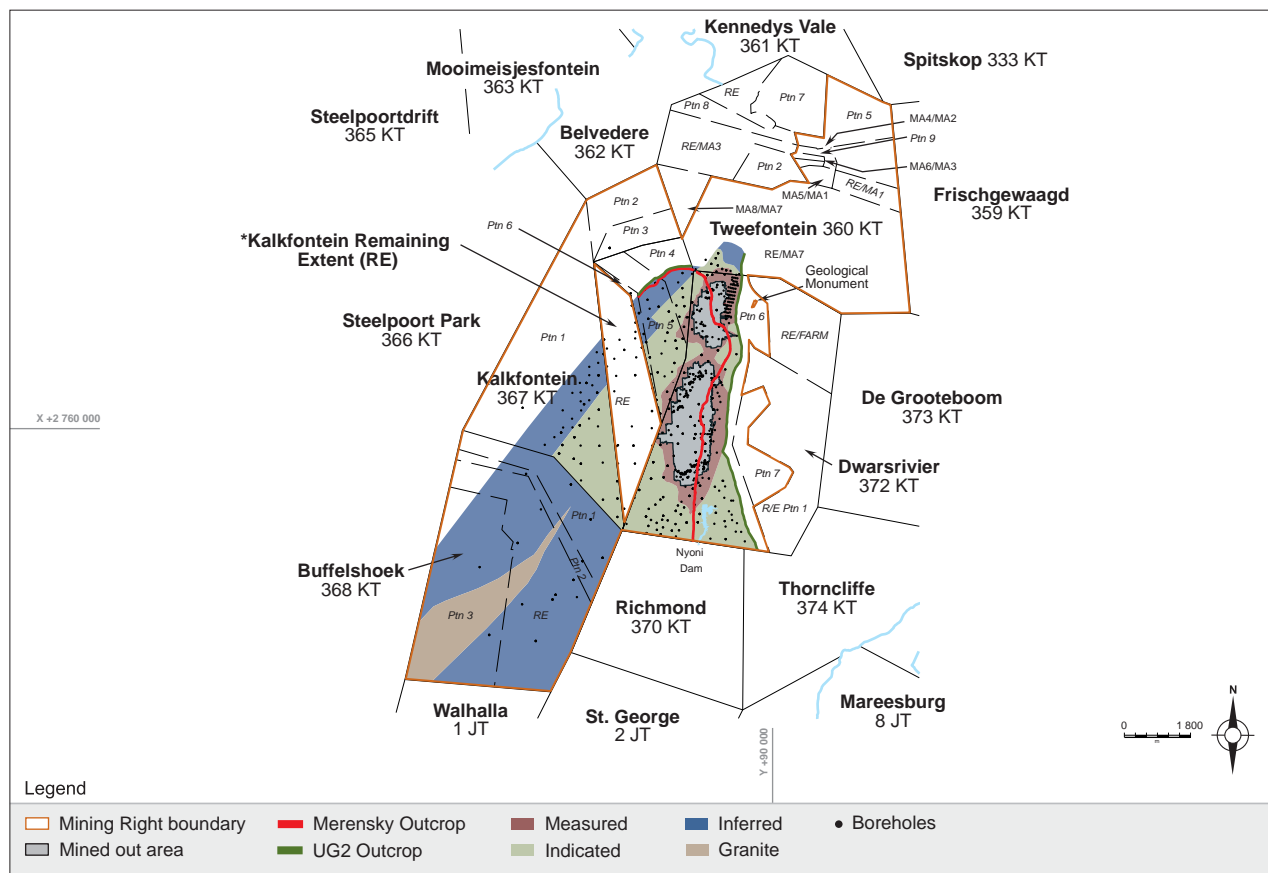 Kennedys Vale
361 KT
Spitskop 333 KT
Mooimeisjesfontein
363 KT
Steelpoortdrift
365 KT
Belvedere
362 KT
RE
Ptn 7
Ptn 8
Ptn 5
MA4/MA2
Ptn 9
RE/MA3
Ptn 2
MA6/MA3
RE/MA1
MA5/MA1
Frischgewaagd
359 KT
Ptn 2
MA8/MA7
Ptn 6
Ptn 3
Tweefontein 360 KT
*Kalkfontein Remaining
Extent (RE)
Ptn 4
RE/MA7
Geological
Monument
Steelpoort Park
366 KT
Ptn 1
Ptn 5
Ptn 6
RE/FARM
Kalkfontein
367 KT
RE
De Grooteboom
373 KT
X +2 760 000
Dwarsrivier
372 KT
Ptn 7
R/E Ptn 1
Ptn 1
Nyoni
Dam
Buffelshoek
368 KT
Ptn 2
Thorncliffe
374 KT
Richmond
370 KT
Ptn 3
RE
Walhalla
1 JT
St. George
2 JT
Mareesburg
8 JT
Y +90 000
N
0 1 800
m
Legend
Mining Right boundary
Merensky Outcrop
Measured
Inferred
Boreholes
Mined out area
UG2 Outcrop
Indicated
Granite